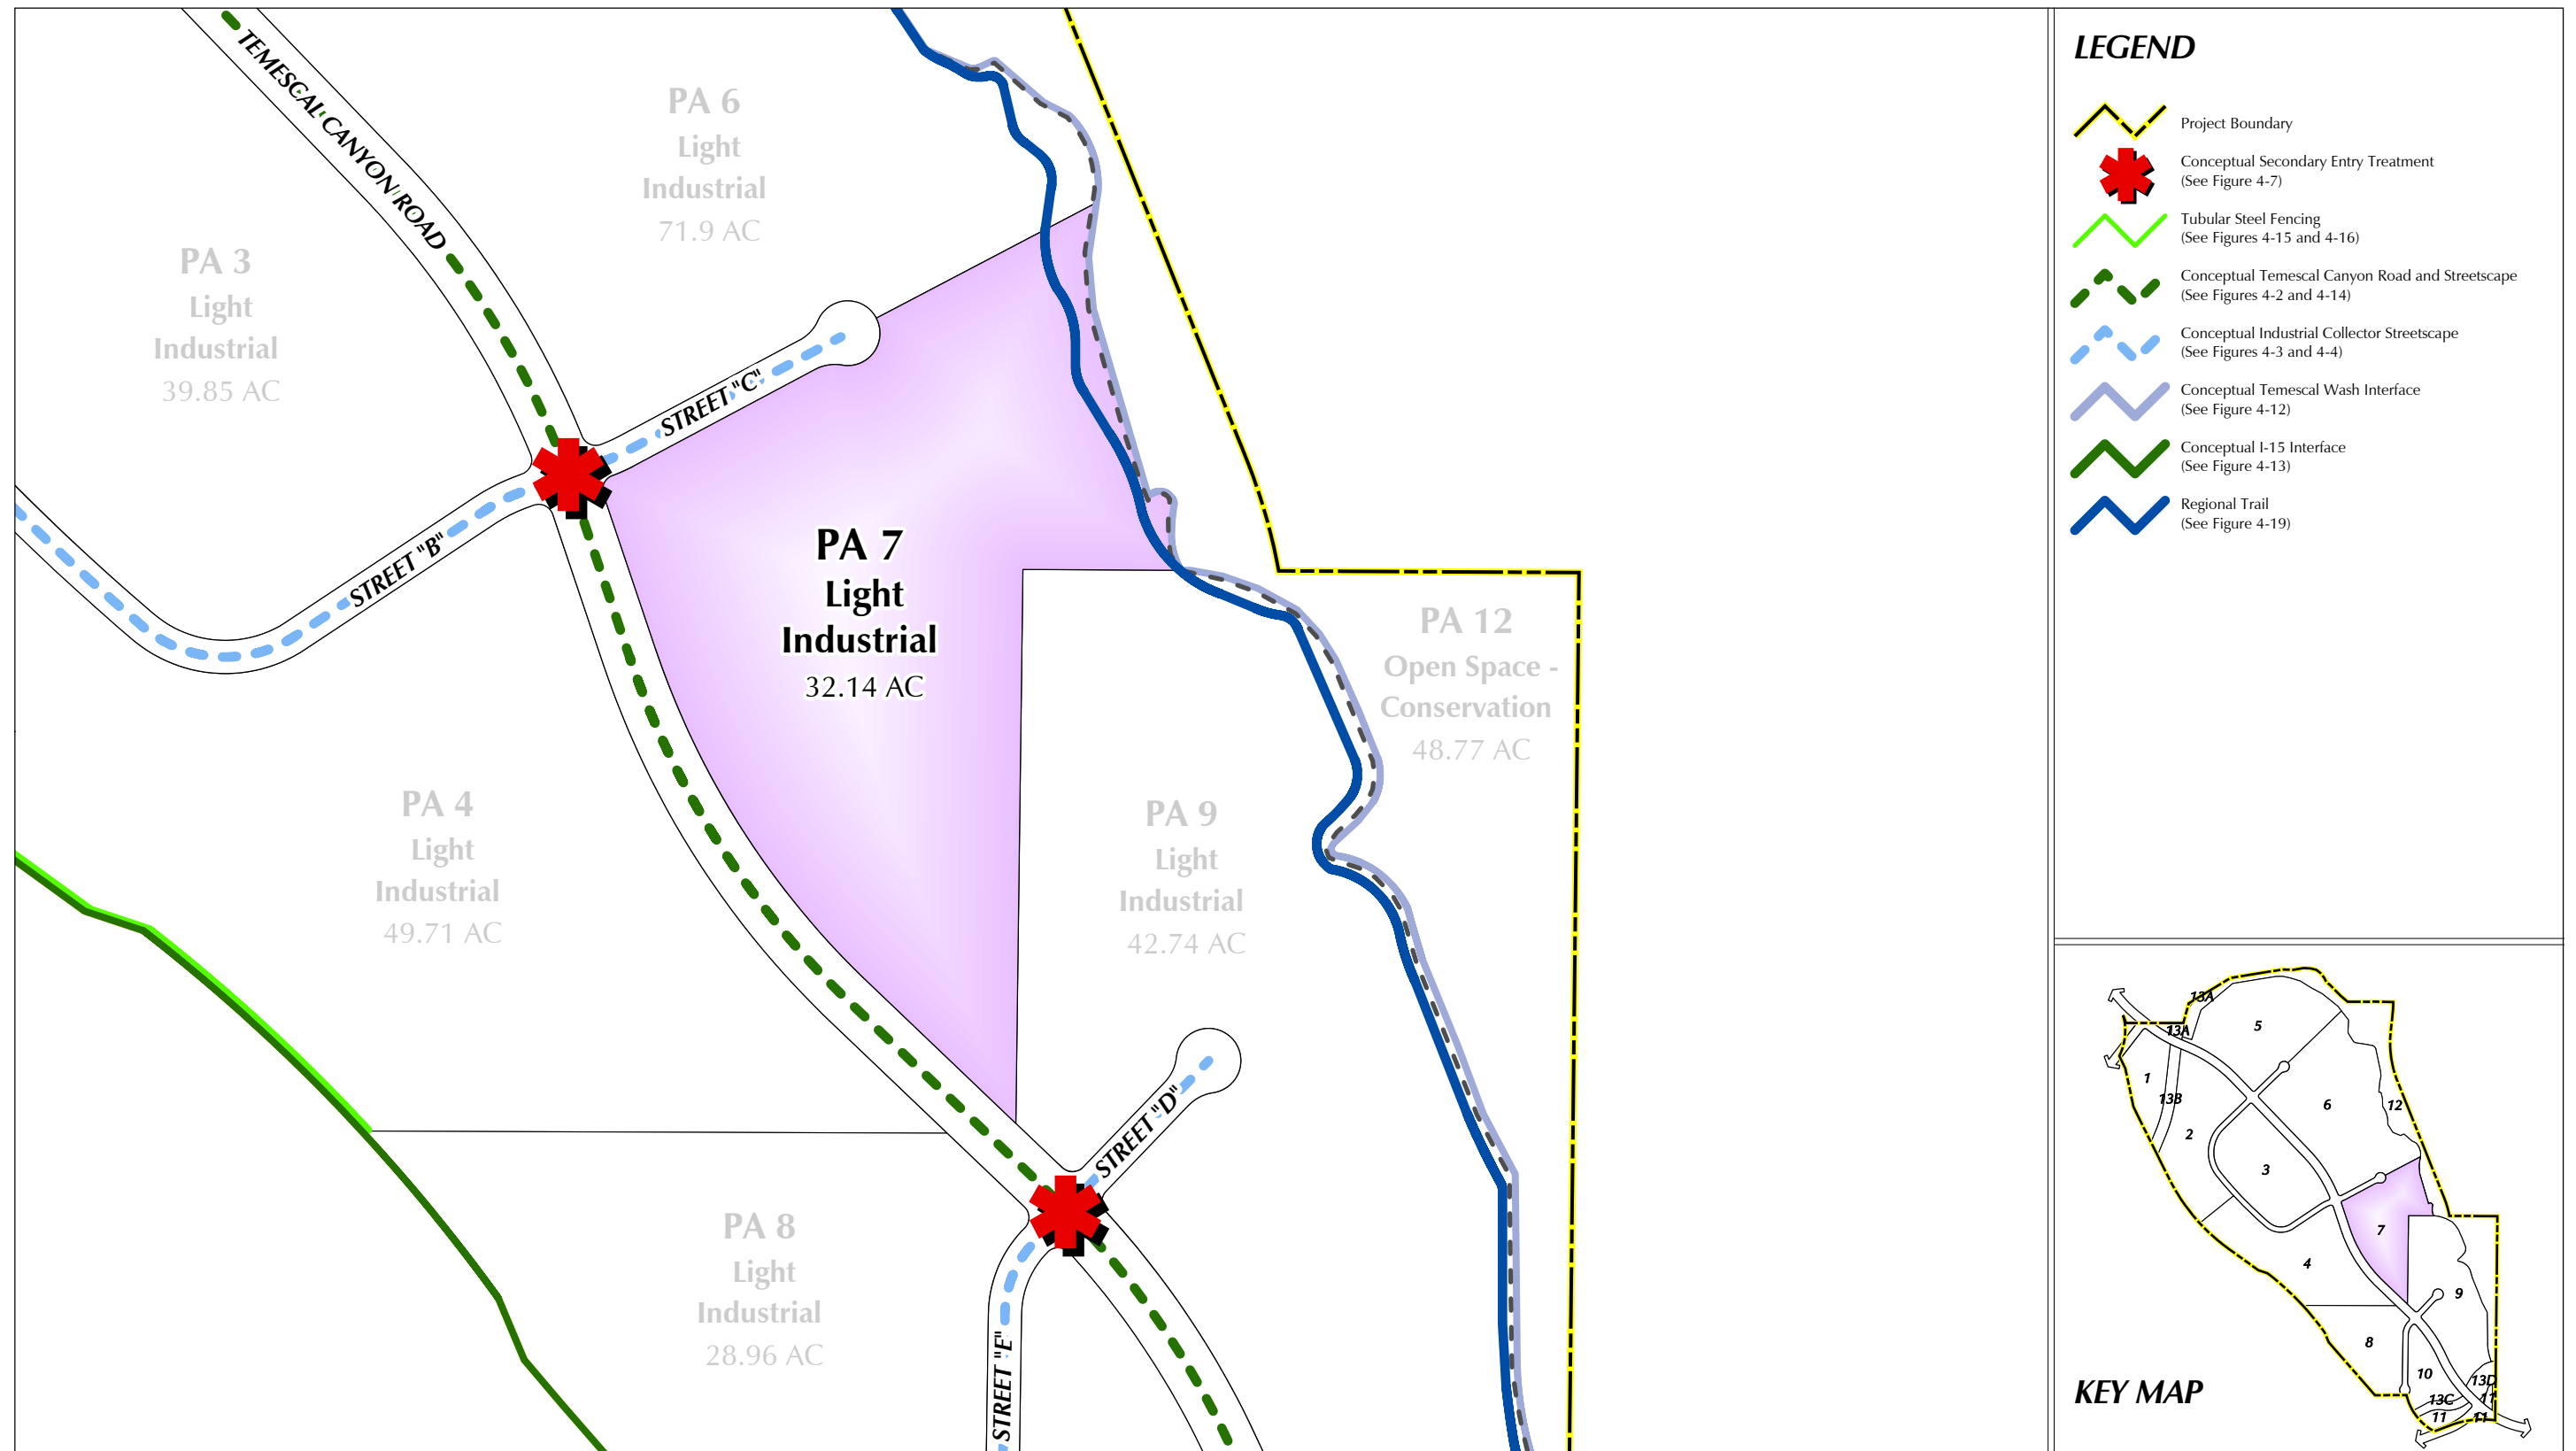 TEMESCAL CANYON ROAD
PA 6
Light
Industrial
71.9 AC
PA 3
Light
Industrial
39.85 AC
STREET "C"
STREET "B"
PA 7
Light
Industrial
32.14 AC
PA 12
Open Space -
Conservation
48.77 AC
PA 4
Light
Industrial
49.71 AC
PA 9
Light
Industrial
42.74 AC
STREET "D"
PA 8
Light
Industrial
28.96 AC
STREET "E"
LEGEND
Project Boundary
Conceptual Secondary Entry Treatment
(See Figure 4-7)
Tubular Steel Fencing
(See Figures 4-15 and 4-16)
Conceptual Temescal Canyon Road and Streetscape
(See Figures 4-2 and 4-14)
Conceptual Industrial Collector Streetscape
(See Figures 4-3 and 4-4)
Conceptual Temescal Wash Interface
(See Figure 4-12)
Conceptual I-15 Interface
(See Figure 4-13)
Regional Trail
(See Figure 4-19)
13A
13A
5
1
13B
6
12
2
3
7
4
9
8
10
13D
13C
11
11
11
KEY MAP